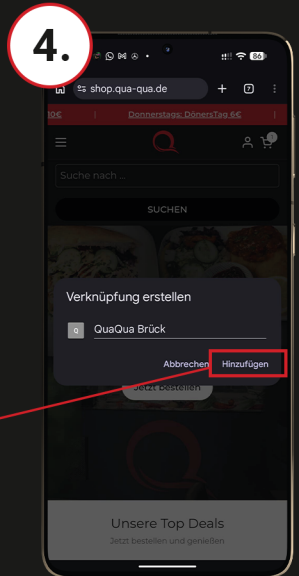 4.
86
shop.qua-qua.de
7
10€ | Donnerstags: DönersTag 6€ |
Suche nach ...
SUCHEN
Verknüpfung erstellen
Q QuaQua Brück
Abbrechen Hinzufügen
Jetzt bestellen
Unsere Top Deals
Jetzt bestellen und genießen